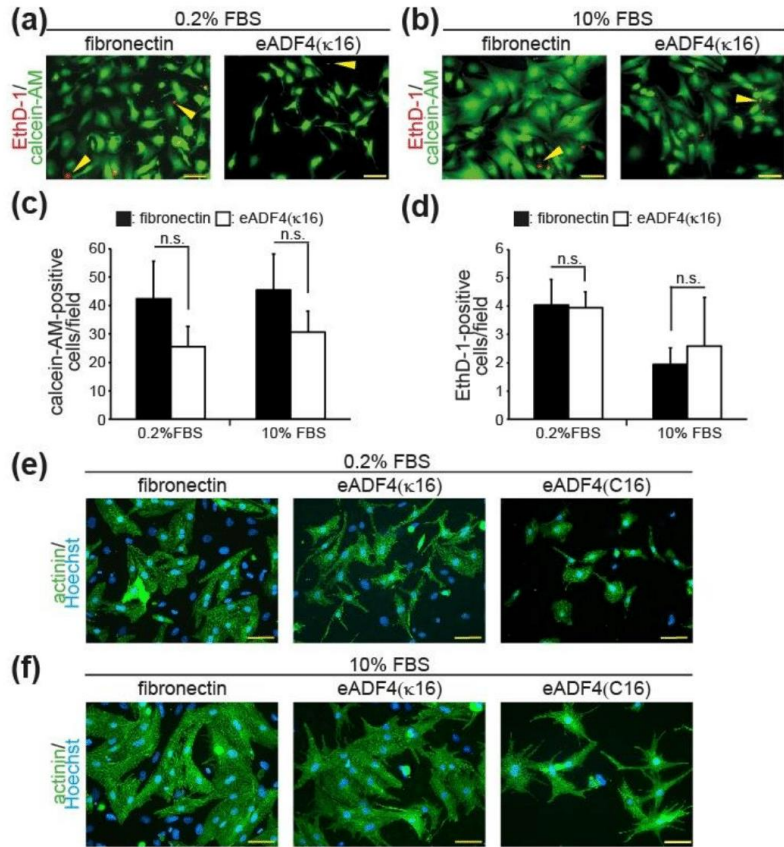 (a) 0.2% FBS
fibronectin eADF4(κ16)
EthD-1/
calcein-AM
(b) 10% FBS
fibronectin eADF4(κ16)
EthD-1/
calcein-AM
(c)
■: fibronectin □: eADF4(κ16)
calcein-AM-positive
cells/field
60
50
40
30
20
10
0
n.s.
n.s.
0.2%FBS 10% FBS
(d)
■: fibronectin □: eADF4(κ16)
EthD-1-positive
cells/field
6
5
4
3
2
1
0
n.s.
n.s.
0.2%FBS 10% FBS
(e) 0.2% FBS
fibronectin eADF4(κ16) eADF4(C16)
actinin/
Hoechst
(f) 10% FBS
fibronectin eADF4(κ16) eADF4(C16)
actinin/
Hoechst